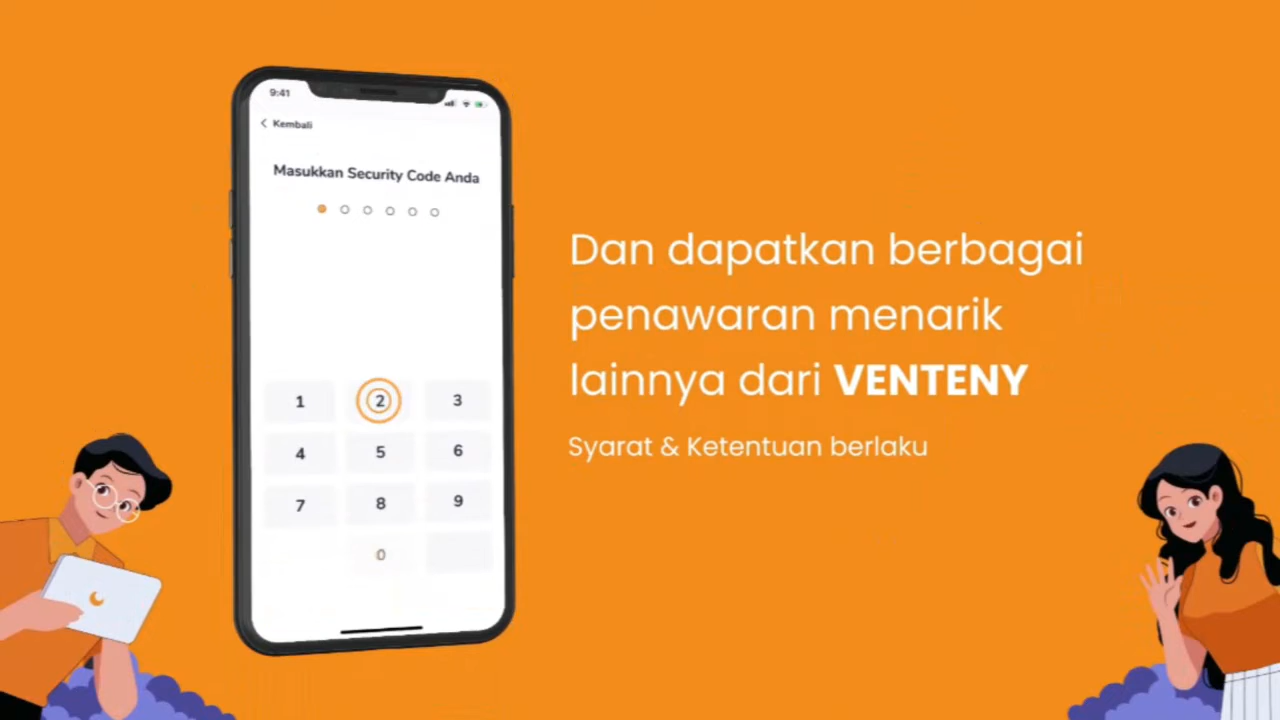 9:41
Kembali
Masukkan Security Code Anda
1 2 3
4 5 6
7 8 9
0
Dan dapatkan berbagai
penawaran menarik
lainnya dari VENTENY
Syarat & Ketentuan berlaku